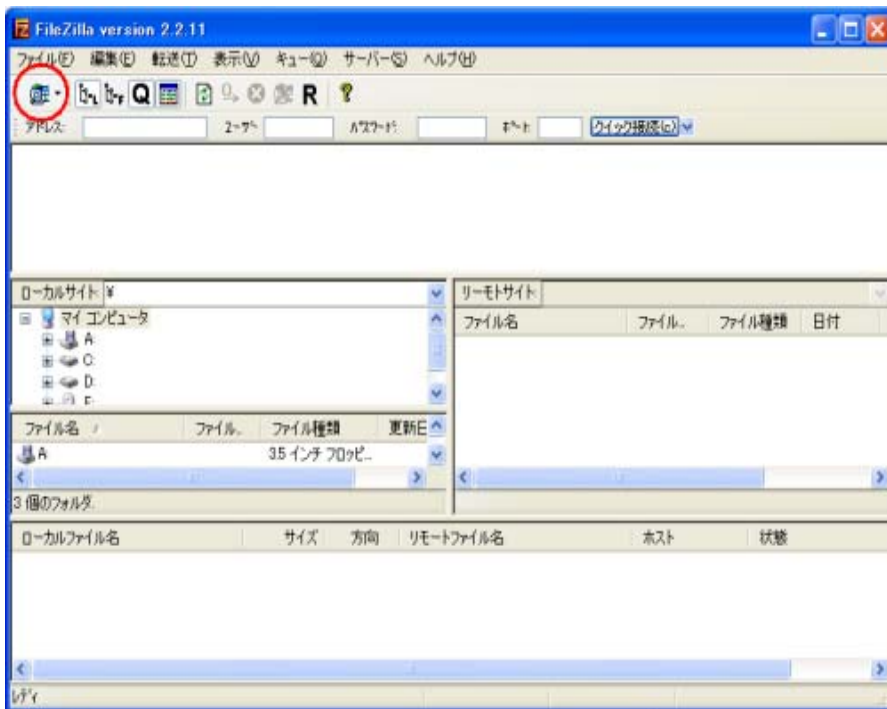 FileZilla version 2.2.11
ファイル(F) 編集(E) 転送(T) 表示(V) キュー(Q) サーバー(S) ヘルプ(H)
L F Q R ?
アドレス: ユーザ: パスワード: ポート: クイック接続(c)
ローカルサイト: ¥
マイ コンピュータ
A:
C:
D:
ファイル名 / ファイル.. ファイル種類 更新日
A: 3.5 インチ フロッピ...
3 個のフォルダ.
リーモトサイト:
ファイル名 ファイル.. ファイル種類 日付
ローカルファイル名 サイズ 方向 リモートファイル名 ホスト 状態
レディ